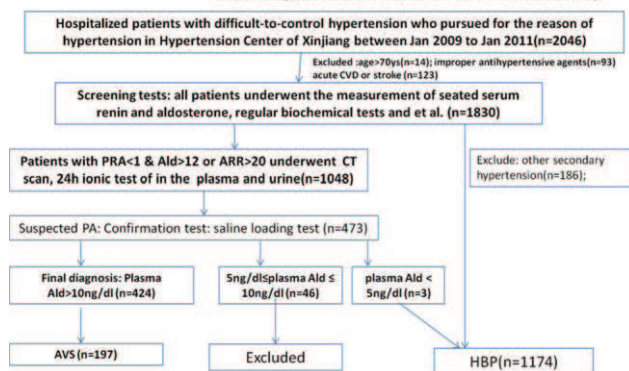 Hospitalized patients with difficult-to-control hypertension who pursued for the reason of
hypertension in Hypertension Center of Xinjiang between Jan 2009 to Jan 2011(n=2046)
Excluded :age>70ys(n=14); improper antihypertensive agents(n=93)
acute CVD or stroke (n=123)
Screening tests: all patients underwent the measurement of seated serum
renin and aldosterone, regular biochemical tests and et al. (n=1830)
Patients with PRA<1 & Ald>12 or ARR>20 underwent CT
scan, 24h ionic test of in the plasma and urine(n=1048)
Exclude: other secondary
hypertension(n=186);
Suspected PA: Confirmation test: saline loading test (n=473)
Final diagnosis: Plasma
Ald>10ng/dl (n=424)
5ng/dl≤plasma Ald ≤
10ng/dl (n=46)
plasma Ald <
5ng/dl(n=3)
AVS(n=197)
Excluded
HBP(n=1174)